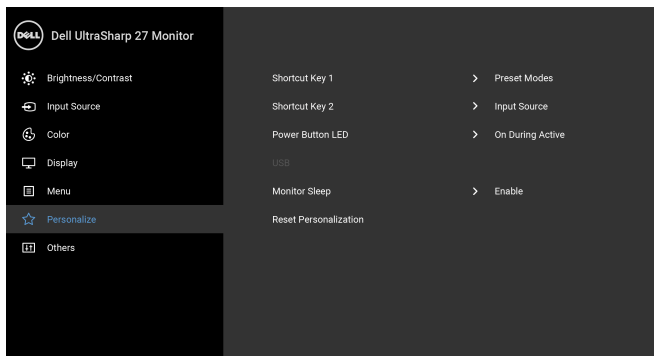 DELL Dell UltraSharp 27 Monitor
Brightness/Contrast
Input Source
Color
Display
Menu
Personalize
Others
Shortcut Key 1 Preset Modes
Shortcut Key 2 Input Source
Power Button LED On During Active
USB
Monitor Sleep Enable
Reset Personalization